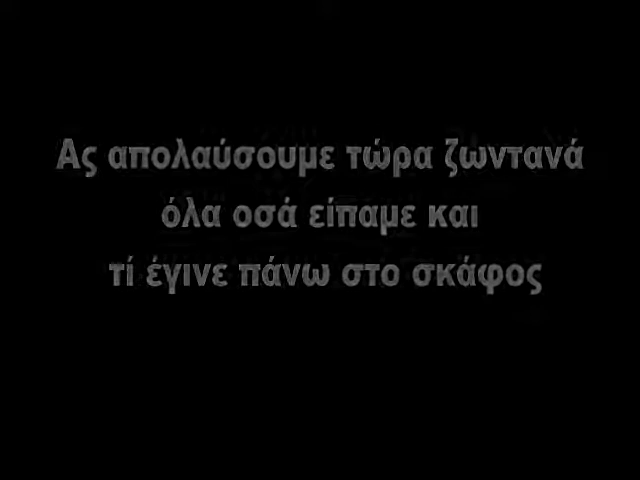 Ας απολαύσουμε τώρα ζωντανά
όλα οσά είπαμε και
τί έγινε πάνω στο σκάφος